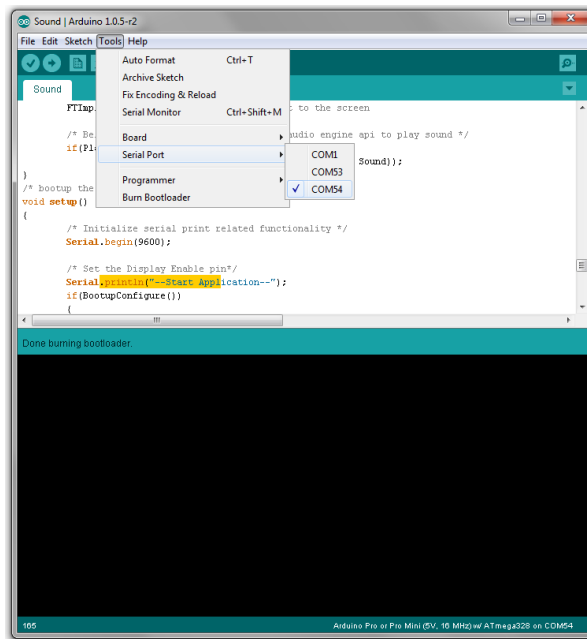 Sound | Arduino 1.0.5-r2
File Edit Sketch Tools Help
Auto Format Ctrl+T
Archive Sketch
Fix Encoding & Reload
Serial Monitor Ctrl+Shift+M
Board
Serial Port
Programmer
Burn Bootloader
COM1
COM53
COM54
Sound
FTImp t to the screen
/* Be audio engine api to play sound */
if(Pl
Sound));
}
/* bootup the
void setup()
{
/* Initialize serial print related functionality */
Serial.begin(9600);
/* Set the Display Enable pin*/
Serial.println("--Start Application--");
if(BootupConfigure())
{
Done burning bootloader.
165 Arduino Pro or Pro Mini (5V, 16 MHz) w/ ATmega328 on COM54